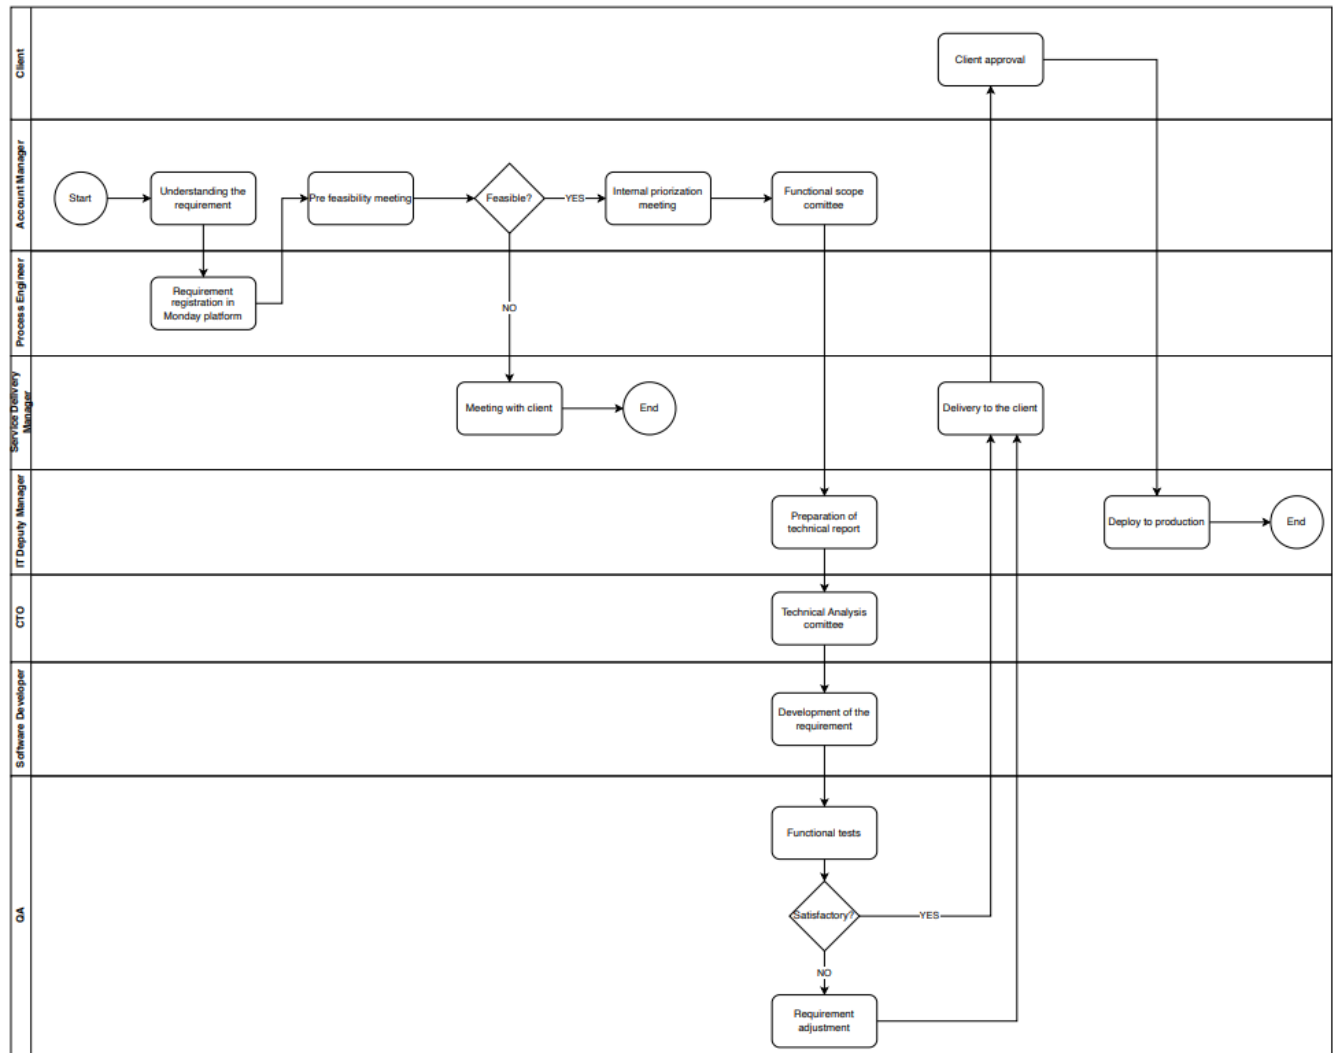 Client
Client approval
Account Manager
Start
Understanding the
requirement
Pre feasibility meeting
Feasible?
YES
Internal priorization
meeting
Functional scope
comittee
Process Engineer
Requirement
registration in
Monday platform
NO
Service Delivery
Manager
Meeting with client
End
Delivery to the client
IT Deputy Manager
Preparation of
technical report
Deploy to production
End
CTO
Technical Analysis
comittee
Software Developer
Development of the
requirement
QA
Functional tests
Satisfactory?
YES
NO
Requirement
adjustment